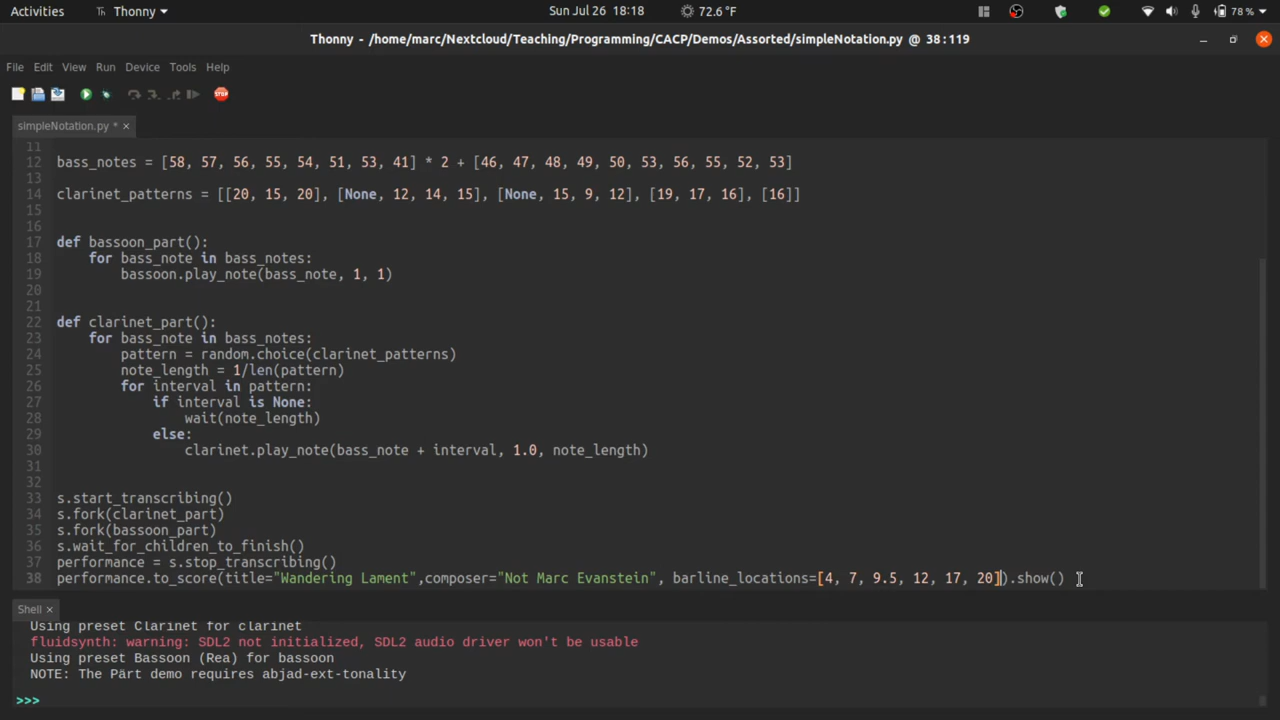 Activities Thonny Sun Jul 26 18:18 72.6 °F 78 %
Thonny - /home/marc/Nextcloud/Teaching/Programming/CACP/Demos/Assorted/simpleNotation.py @ 38:119
File Edit View Run Device Tools Help
STOP
simpleNotation.py * ×
11
12 bass_notes = [58, 57, 56, 55, 54, 51, 53, 41] * 2 + [46, 47, 48, 49, 50, 53, 56, 55, 52, 53]
13
14 clarinet_patterns = [[20, 15, 20], [None, 12, 14, 15], [None, 15, 9, 12], [19, 17, 16], [16]]
15
16
17 def bassoon_part():
18     for bass_note in bass_notes:
19         bassoon.play_note(bass_note, 1, 1)
20
21
22 def clarinet_part():
23     for bass_note in bass_notes:
24         pattern = random.choice(clarinet_patterns)
25         note_length = 1/len(pattern)
26         for interval in pattern:
27             if interval is None:
28                 wait(note_length)
29             else:
30                 clarinet.play_note(bass_note + interval, 1.0, note_length)
31
32
33 s.start_transcribing()
34 s.fork(clarinet_part)
35 s.fork(bassoon_part)
36 s.wait_for_children_to_finish()
37 performance = s.stop_transcribing()
38 performance.to_score(title="Wandering Lament",composer="Not Marc Evanstein", barline_locations=[4, 7, 9.5, 12, 17, 20]).show()
Shell ×
Using preset Clarinet for clarinet
fluidsynth: warning: SDL2 not initialized, SDL2 audio driver won't be usable
Using preset Bassoon (Rea) for bassoon
NOTE: The Pärt demo requires abjad-ext-tonality
>>>